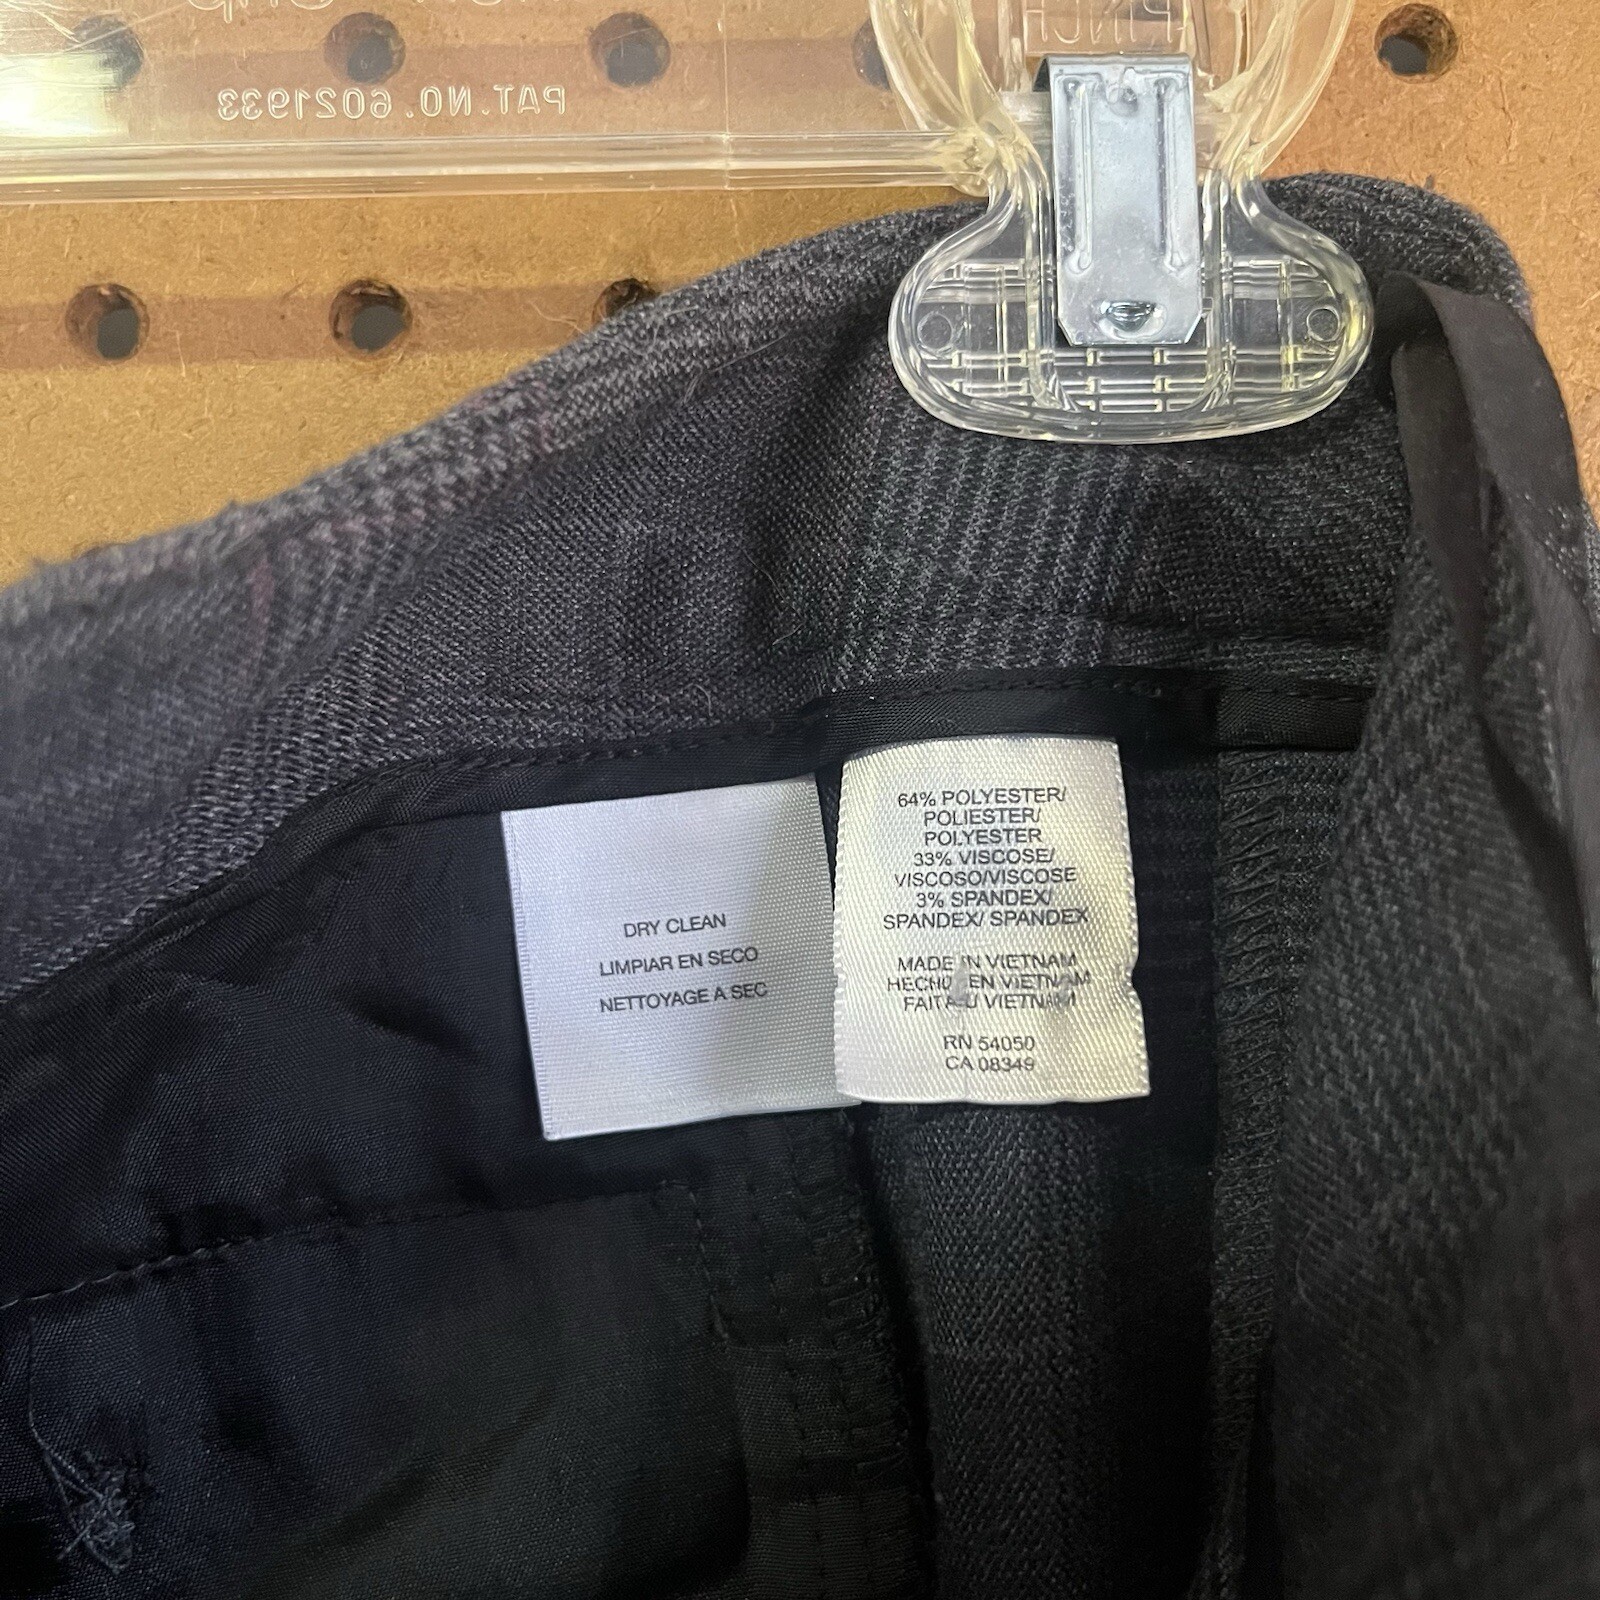 PINCH
PAT. NO. 6021933
DRY CLEAN
LIMPIAR EN SECO
NETTOYAGE A SEC
64% POLYESTER/
POLIESTER/
POLYESTER
33% VISCOSE/
VISCOSO/VISCOSE
3% SPANDEX/
SPANDEX/ SPANDEX
MADE IN VIETNAM
HECHO EN VIETNAM
FAIT AU VIETNAM
RN 54050
CA 08349